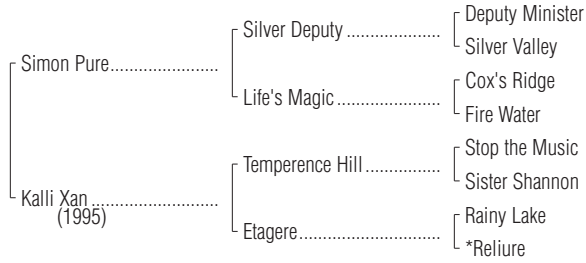 Deputy Minister
Silver Deputy....................
Silver Valley
Simon Pure.......................
Cox's Ridge
Life's Magic ......................
Fire Water
Stop the Music
Temperence Hill................
Sister Shannon
Kalli Xan ..........................
(1995)
Rainy Lake
Etagere..............................
*Reliure